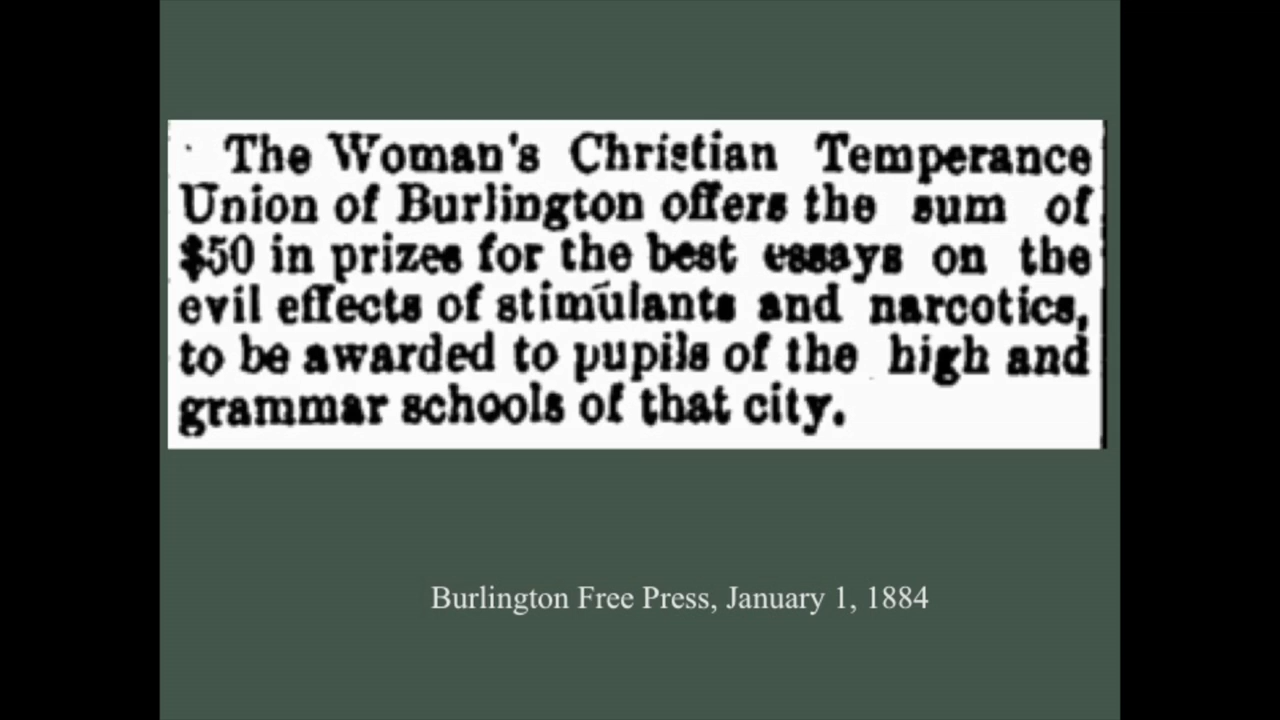 The Woman's Christian Temperance
Union of Burlington offers the sum of
$50 in prizes for the best essays on the
evil effects of stimulants and narcotics,
to be awarded to pupils of the high and
grammar schools of that city.
Burlington Free Press, January 1, 1884